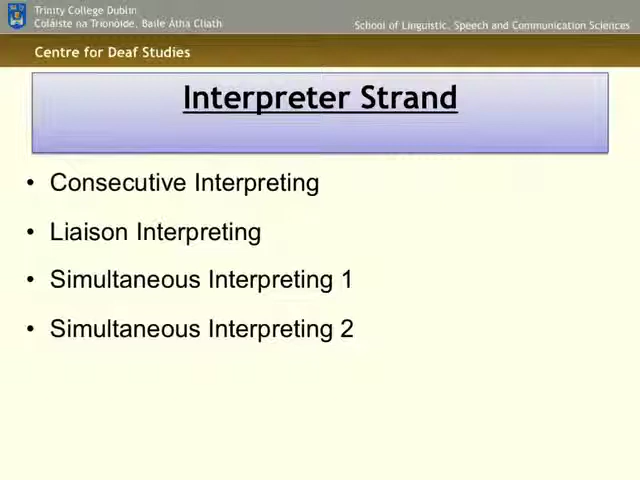 Trinity College Dublin
Coláiste na Tríonóide, Baile Átha Cliath
School of Linguistic, Speech and Communication Sciences
Centre for Deaf Studies
Interpreter Strand
• Consecutive Interpreting
• Liaison Interpreting
• Simultaneous Interpreting 1
• Simultaneous Interpreting 2